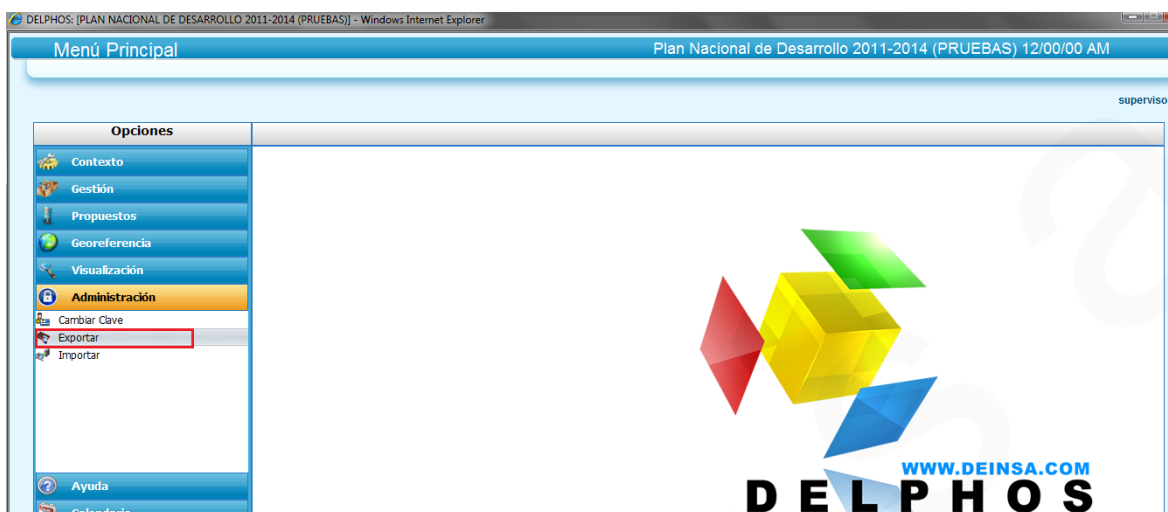 DELPHOS: [PLAN NACIONAL DE DESARROLLO 2011-2014 (PRUEBAS)] - Windows Internet Explorer
Menú Principal
Plan Nacional de Desarrollo 2011-2014 (PRUEBAS) 12/00/00 AM
superviso
Opciones
Contexto
Gestión
Propuestos
Georeferencia
Visualización
Administración
Cambiar Clave
Exportar
Importar
Ayuda
Calendario
WWW.DEINSA.COM
DELPHOS